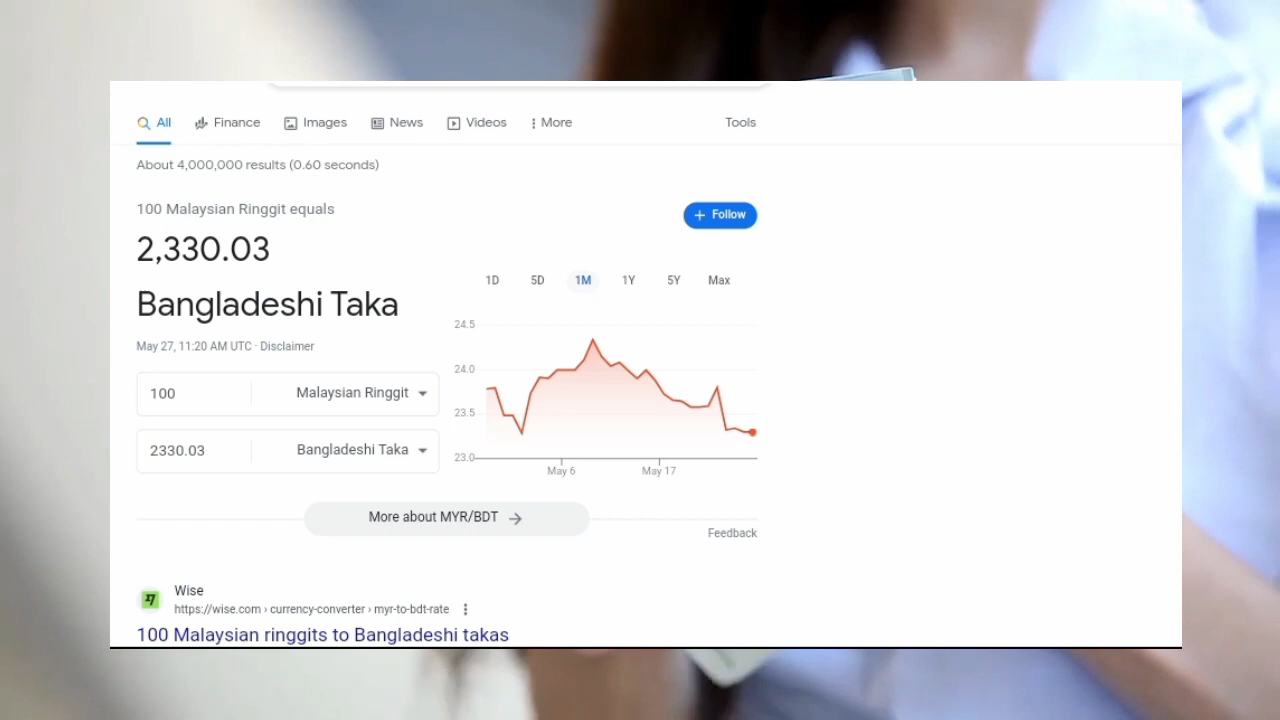 All Finance Images News Videos More Tools
About 4,000,000 results (0.60 seconds)
100 Malaysian Ringgit equals
Follow
2,330.03
Bangladeshi Taka
May 27, 11:20 AM UTC · Disclaimer
100 Malaysian Ringgit
2330.03 Bangladeshi Taka
1D 5D 1M 1Y 5Y Max
24.5
24.0
23.5
23.0
May 6 May 17
More about MYR/BDT
Feedback
Wise
https://wise.com › currency-converter › myr-to-bdt-rate
100 Malaysian ringgits to Bangladeshi takas